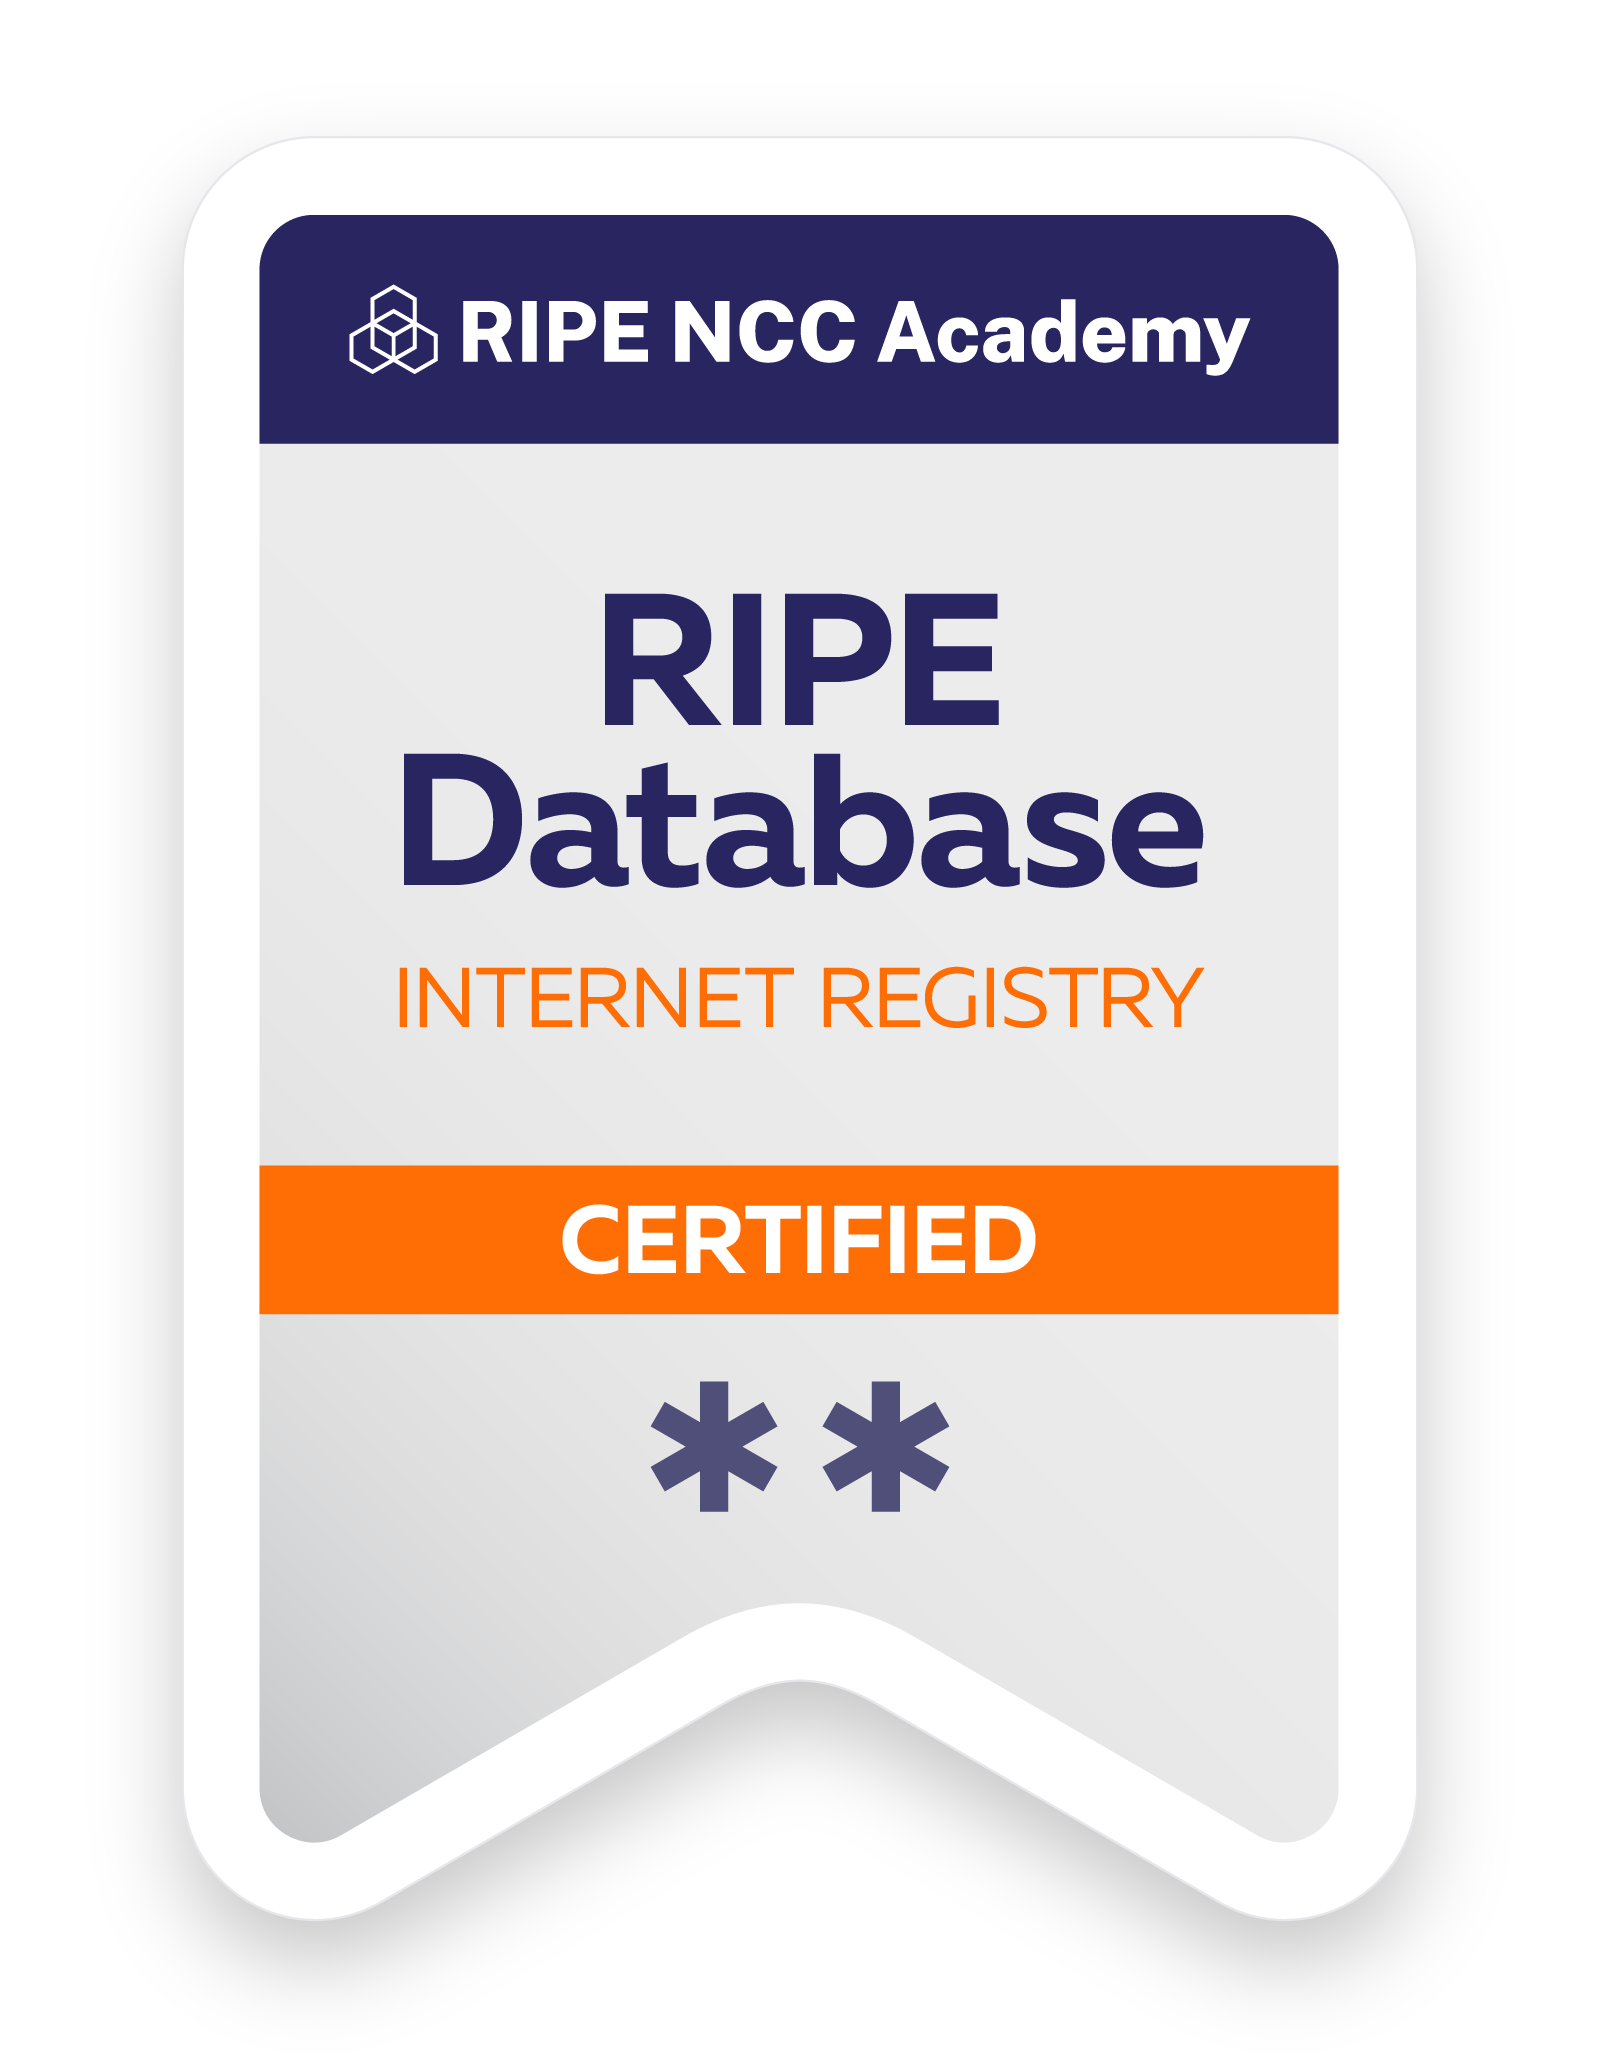 RIPE NCC Academy
RIPE
Database
INTERNET REGISTRY
CERTIFIED
**